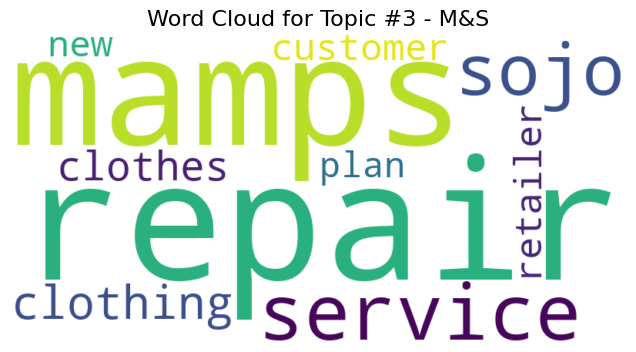 Word Cloud for Topic #3 - M&S
new customer
mamps sojo
clothes plan retailer
repair
clothing service